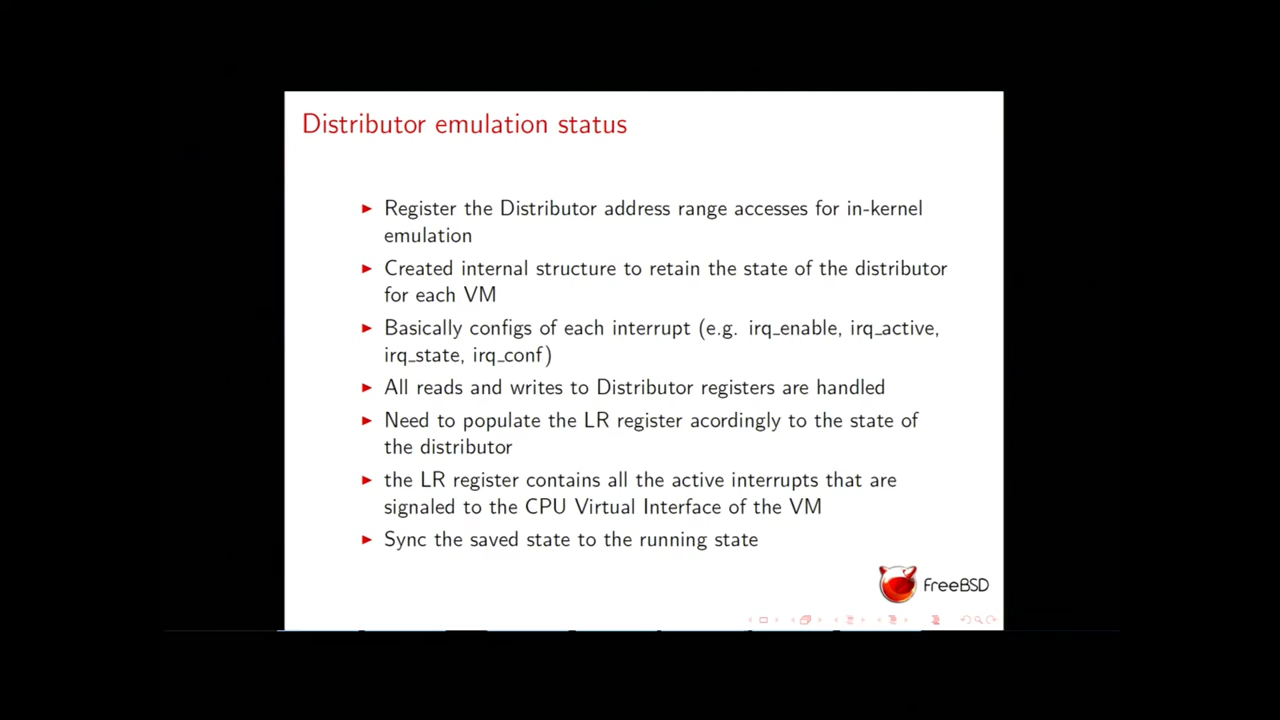 Distributor emulation status
Register the Distributor address range accesses for in-kernel
emulation
Created internal structure to retain the state of the distributor
for each VM
Basically configs of each interrupt (e.g. irq_enable, irq_active,
irq_state, irq_conf)
All reads and writes to Distributor registers are handled
Need to populate the LR register acordingly to the state of
the distributor
the LR register contains all the active interrupts that are
signaled to the CPU Virtual Interface of the VM
Sync the saved state to the running state
FreeBSD